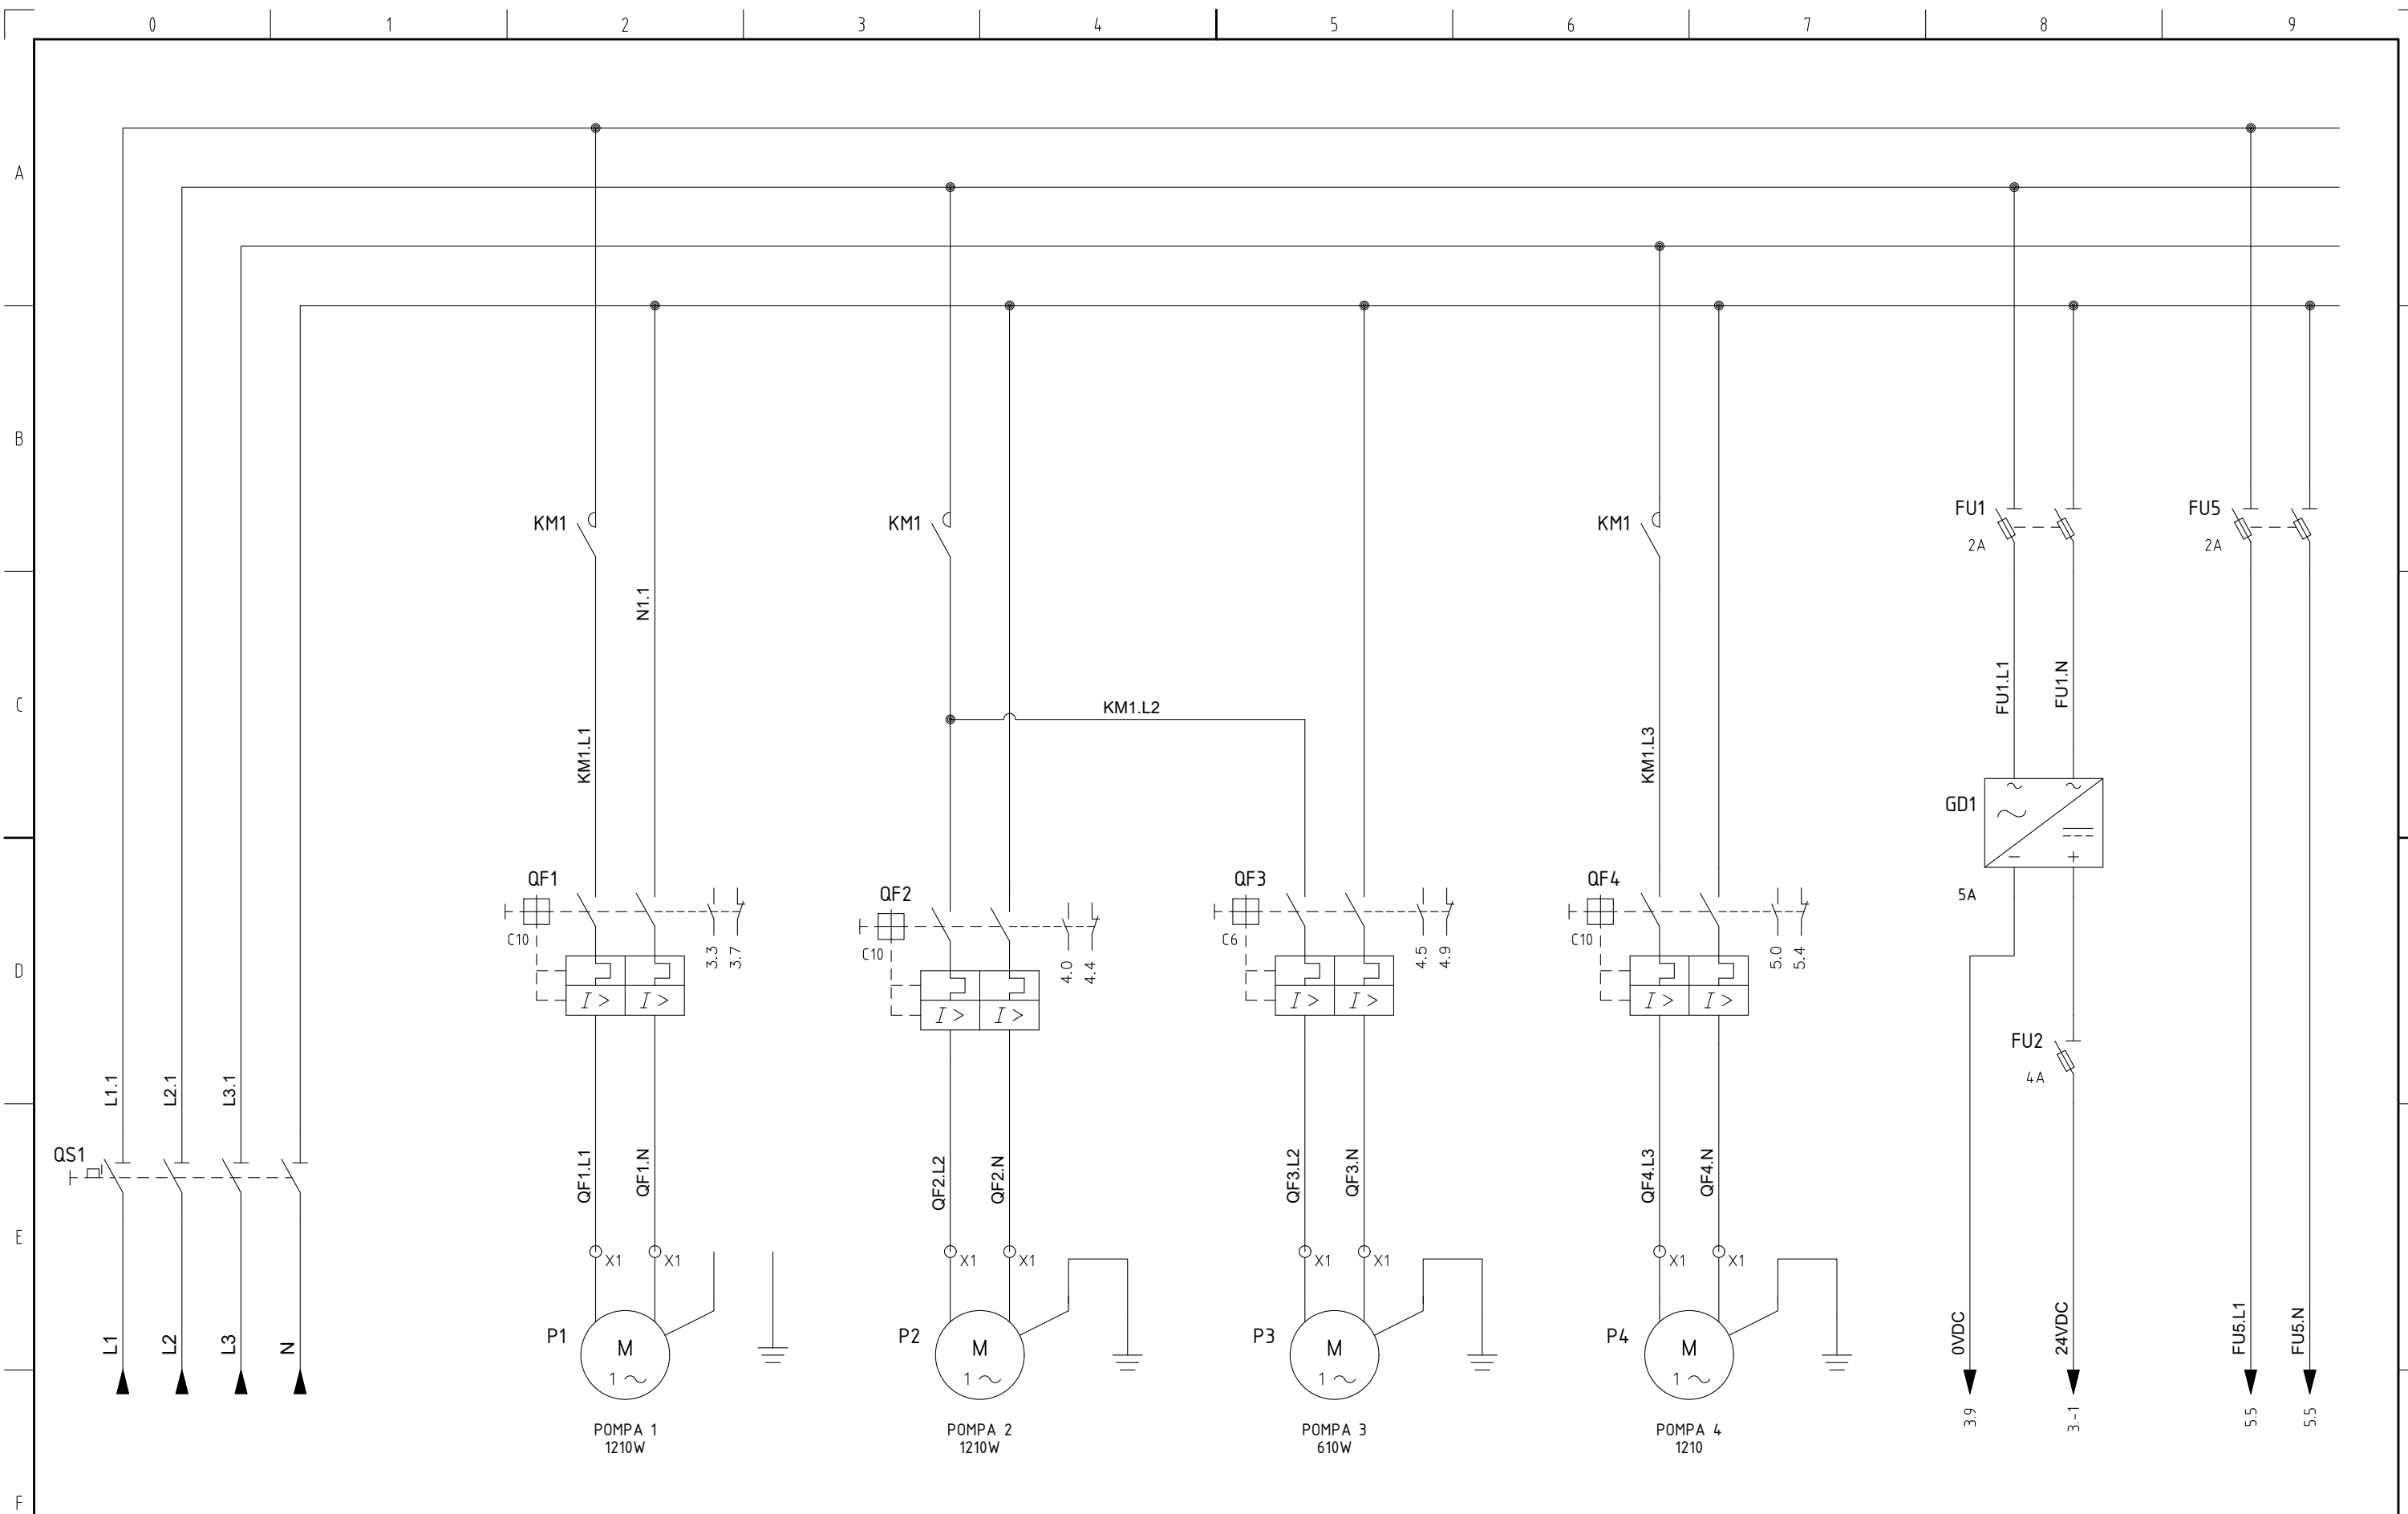 0 1 2 3 4 5 6 7 8 9
A
B
KM1
KM1
KM1
FU1
2A
FU5
2A
N1.1
C
KM1.L1
KM1.L2
KM1.L3
FU1.L1
FU1.N
GD1
5A
QF1
C10
3.3
3.7
QF2
C10
4.0
4.4
QF3
C6
4.5
4.9
QF4
C10
5.0
5.4
D
I > I >
I > I >
I > I >
I > I >
FU2
4A
L1.1
L2.1
L3.1
QS1
QF1.L1
QF1.N
QF2.L2
QF2.N
QF3.L2
QF3.N
QF4.L3
QF4.N
E
X1 X1
X1 X1
X1 X1
X1 X1
L1
L2
L3
N
P1
M
1~
P2
M
1~
P3
M
1~
P4
M
1~
0VDC
24VDC
FU5.L1
FU5.N
3.9
3.-1
5.5
5.5
POMPA 1
1210W
POMPA 2
1210W
POMPA 3
610W
POMPA 4
1210
F